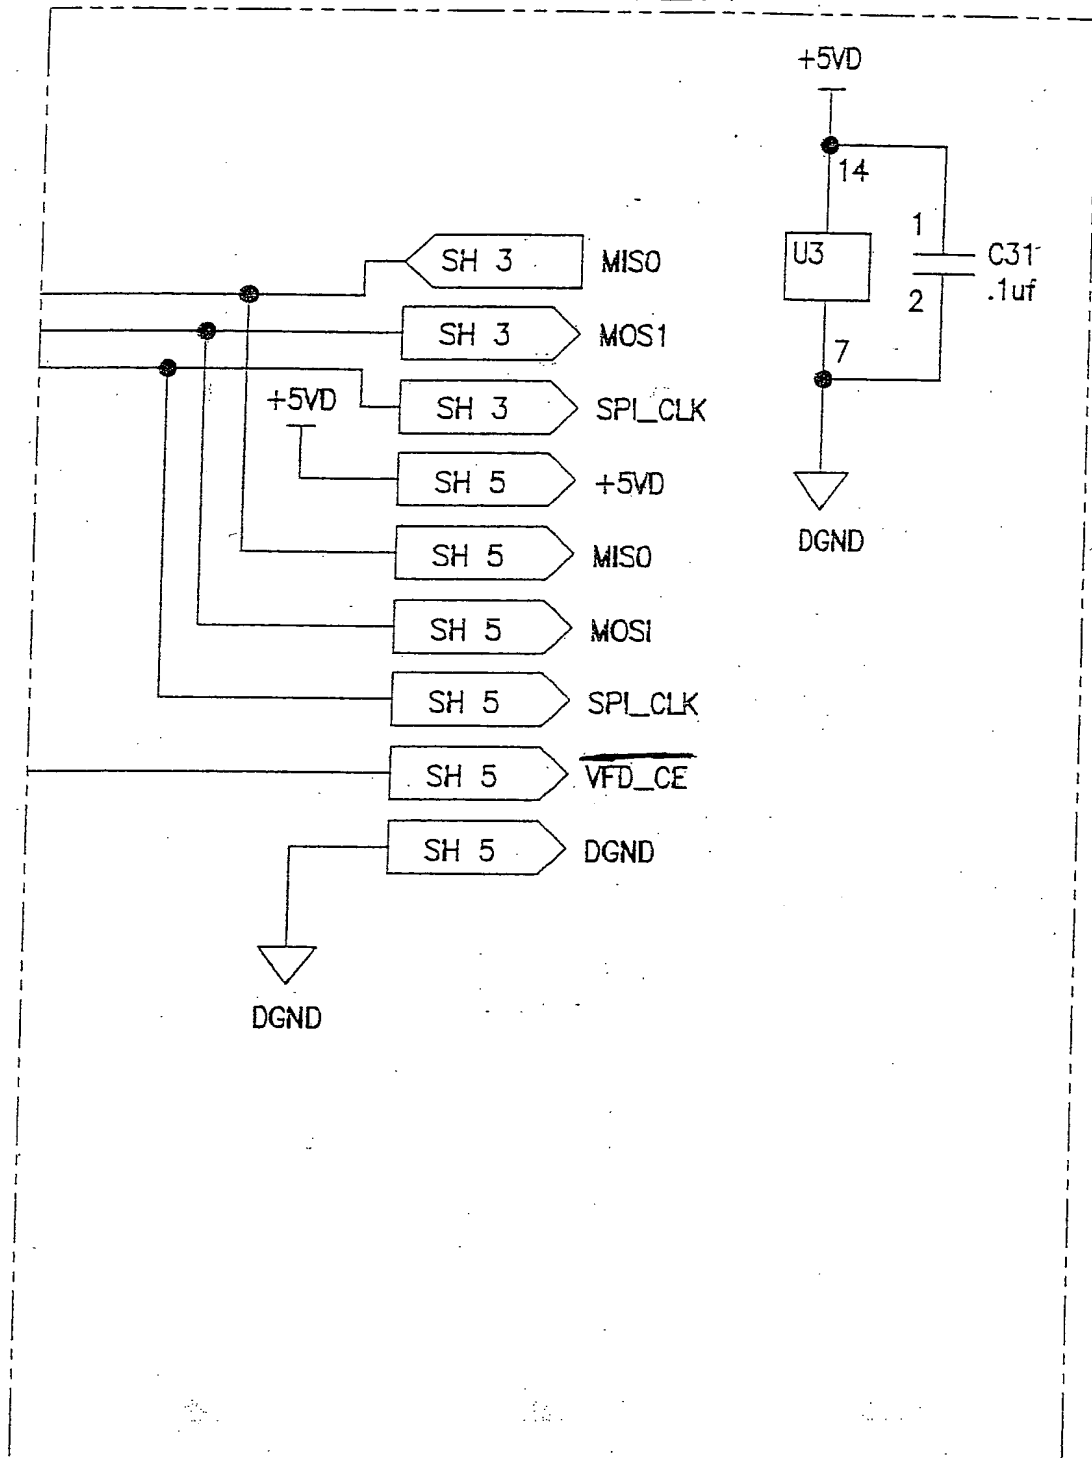 +5VD
14
U3
1
2
C31
.1uf
7
DGND
SH 3 MISO
SH 3 MOS1
SH 3 SPI_CLK
+5VD
SH 5 +5VD
SH 5 MISO
SH 5 MOSI
SH 5 SPI_CLK
SH 5 VFD_CE
SH 5 DGND
DGND